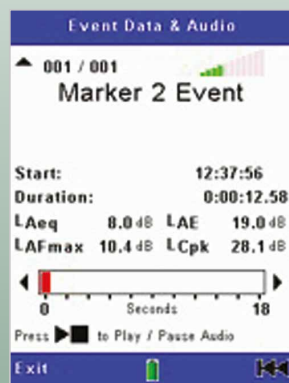 Event Data & Audio
001 / 001
Marker 2 Event
Start: 12:37:56
Duration: 0:00:12.58
LAeq 8.0 dB LAE 19.0 dB
LAFmax 10.4 dB LCpk 28.1 dB
0 Seconds 18
Press to Play / Pause Audio
Exit